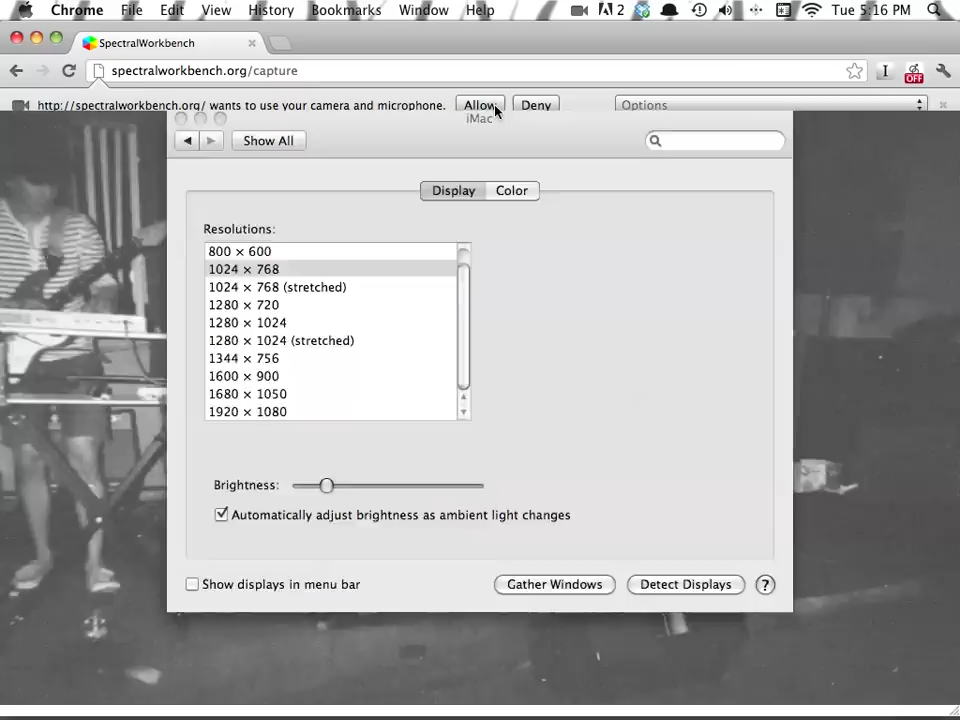 Chrome File Edit View History Bookmarks Window Help 2 Tue 5:16 PM
SpectralWorkbench
spectralworkbench.org/capture I OFF
http://spectralworkbench.org/ wants to use your camera and microphone. Allow Deny Options
iMac
Show All
Display Color
Resolutions:
800 × 600
1024 × 768
1024 × 768 (stretched)
1280 × 720
1280 × 1024
1280 × 1024 (stretched)
1344 × 756
1600 × 900
1680 × 1050
1920 × 1080
Brightness:
Automatically adjust brightness as ambient light changes
Show displays in menu bar Gather Windows Detect Displays ?